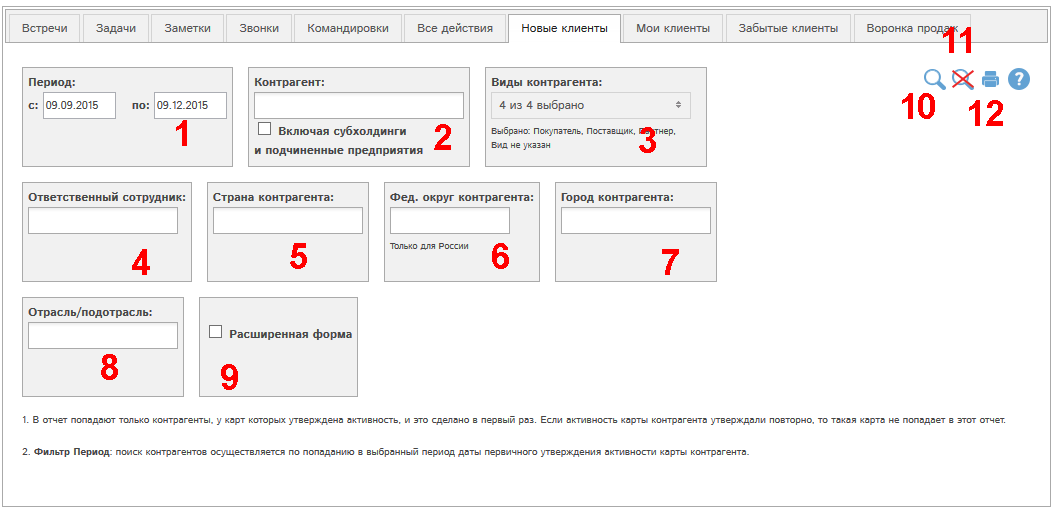 Встречи Задачи Заметки Звонки Командировки Все действия Новые клиенты Мои клиенты Забытые клиенты Воронка продаж
11
Период:
с: 09.09.2015 по: 09.12.2015
1
Контрагент:
Включая субхолдинги
и подчиненные предприятия
2
Виды контрагента:
4 из 4 выбрано
Выбрано: Покупатель, Поставщик, Партнер,
Вид не указан
3
?
10
12
Ответственный сотрудник:
4
Страна контрагента:
5
Фед. округ контрагента:
Только для России
6
Город контрагента:
7
Отрасль/подотрасль:
8
Расширенная форма
9
1. В отчет попадают только контрагенты, у карт которых утверждена активность, и это сделано в первый раз. Если активность карты контрагента утверждали повторно, то такая карта не попадает в этот отчет.
2. Фильтр Период: поиск контрагентов осуществляется по попаданию в выбранный период даты первичного утверждения активности карты контрагента.